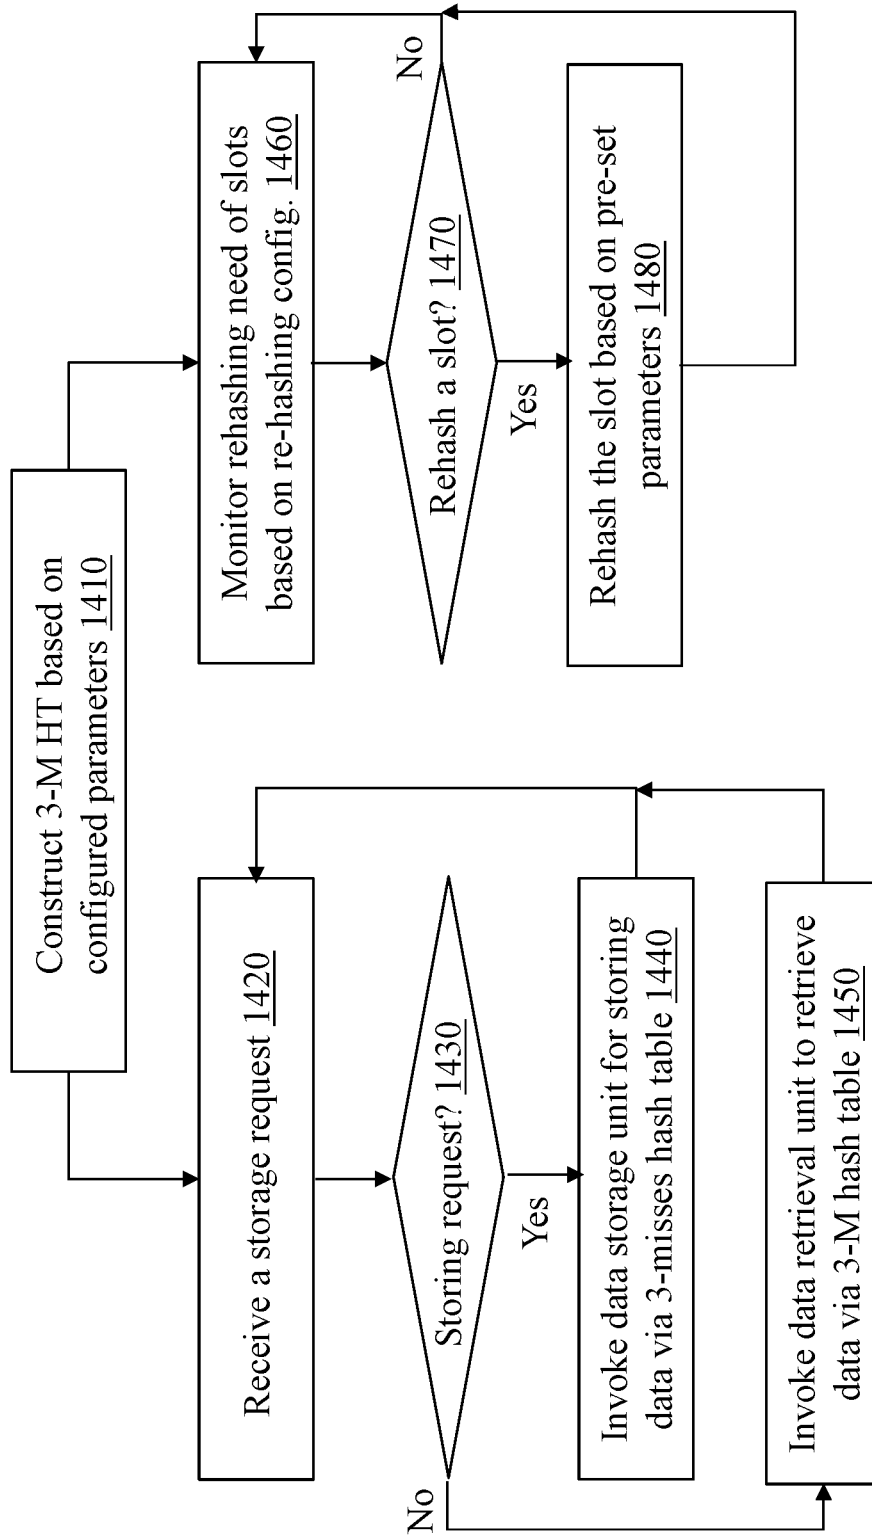 Construct 3-M HT based on
configured parameters 1410
Receive a storage request 1420
Storing request? 1430
No
Yes
Invoke data storage unit for storing
data via 3-misses hash table 1440
Invoke data retrieval unit to retrieve
data via 3-M hash table 1450
Monitor rehashing need of slots
based on re-hashing config. 1460
Rehash a slot? 1470
No
Yes
Rehash the slot based on pre-set
parameters 1480